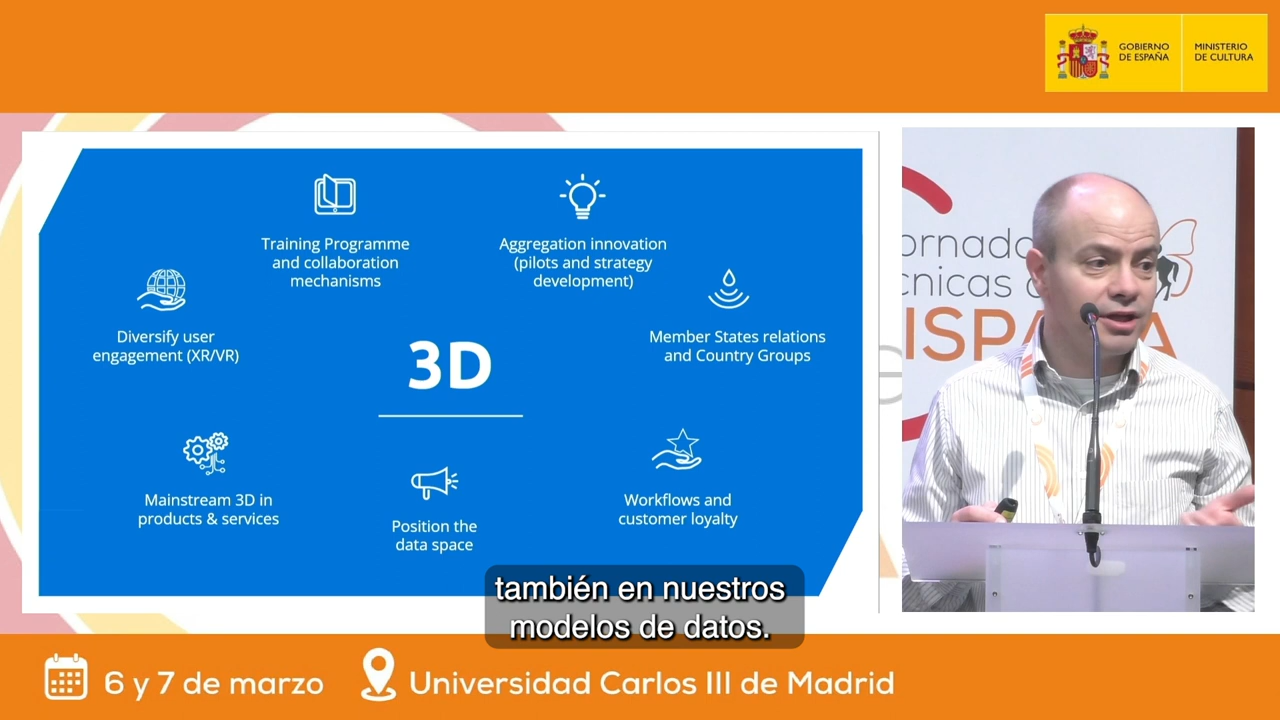 GOBIERNO
DE ESPAÑA
MINISTERIO
DE CULTURA
Training Programme
and collaboration
mechanisms
Aggregation innovation
(pilots and strategy
development)
Diversify user
engagement (XR/VR)
Member States relations
and Country Groups
3D
Mainstream 3D in
products & services
Position the
data space
Workflows and
customer loyalty
ornada
cnicas
ISPA A
también en nuestros
modelos de datos.
6 y 7 de marzo
Universidad Carlos III de Madrid